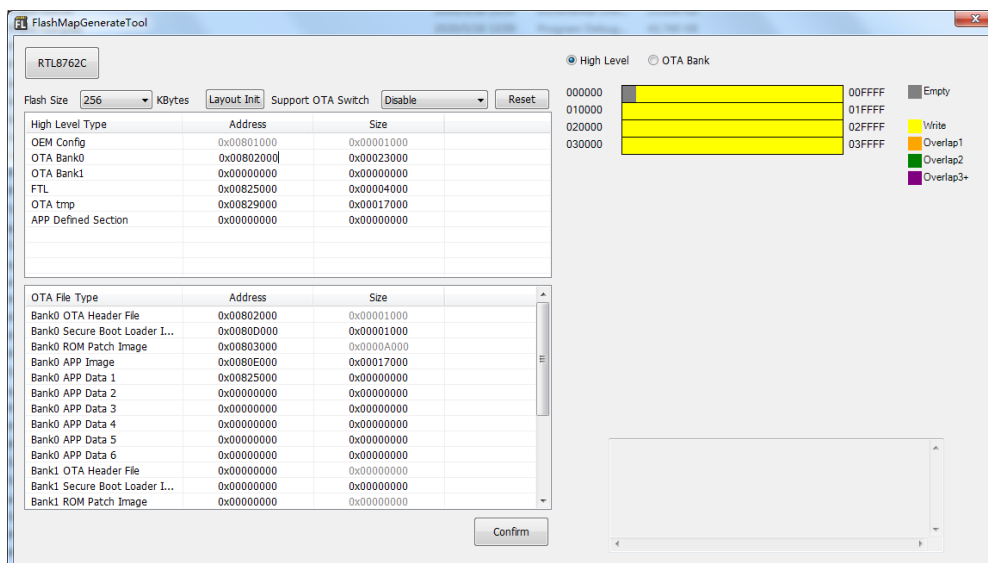 FL FlashMapGenerateTool
RTL8762C
High Level OTA Bank
Flash Size 256 KBytes Layout Init Support OTA Switch Disable Reset
High Level Type Address Size
OEM Config 0x00801000 0x00001000
OTA Bank0 0x00802000 0x00023000
OTA Bank1 0x00000000 0x00000000
FTL 0x00825000 0x00004000
OTA tmp 0x00829000 0x00017000
APP Defined Section 0x00000000 0x00000000
000000 00FFFF Empty
010000 01FFFF
020000 02FFFF Write
030000 03FFFF Overlap1
Overlap2
Overlap3+
OTA File Type Address Size
Bank0 OTA Header File 0x00802000 0x00001000
Bank0 Secure Boot Loader I... 0x0080D000 0x00001000
Bank0 ROM Patch Image 0x00803000 0x0000A000
Bank0 APP Image 0x0080E000 0x00017000
Bank0 APP Data 1 0x00825000 0x00000000
Bank0 APP Data 2 0x00000000 0x00000000
Bank0 APP Data 3 0x00000000 0x00000000
Bank0 APP Data 4 0x00000000 0x00000000
Bank0 APP Data 5 0x00000000 0x00000000
Bank0 APP Data 6 0x00000000 0x00000000
Bank1 OTA Header File 0x00000000 0x00000000
Bank1 Secure Boot Loader I... 0x00000000 0x00000000
Bank1 ROM Patch Image 0x00000000 0x00000000
Confirm